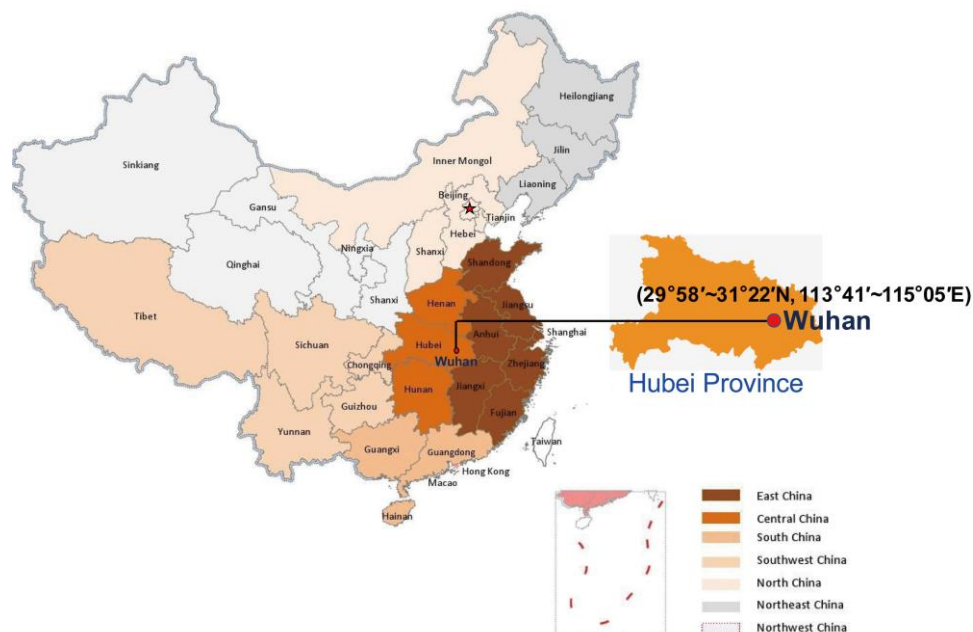 Heilongjiang
Jilin
Liaoning
Inner Mongol
Sinkiang
Gansu
Beijing
Tianjin
Hebei
Ningxia
Shanxi
Shandong
Qinghai
Shanxi
Henan
Jiangsu
(29°58′~31°22′N, 113°41′~115°05′E)
Tibet
Anhui
Wuhan
Shanghai
Sichuan
Hubei
Chongqing
Wuhan
Zhejiang
Hubei Province
Hunan
Jiangxi
Guizhou
Fujian
Yunnan
Taiwan
Guangxi
Guangdong
Hong Kong
Macao
Hainan
East China
Central China
South China
Southwest China
North China
Northeast China
Northwest China